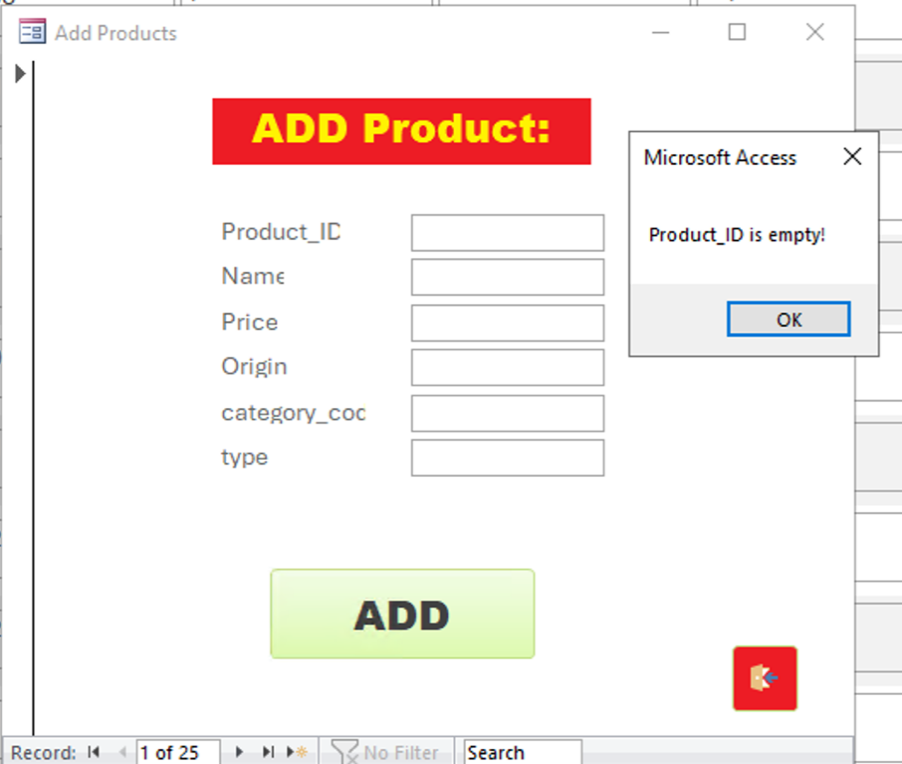 Add Products
ADD Product:
Microsoft Access
Product_ID is empty!
OK
Product_ID
Name
Price
Origin
category_coc
type
ADD
Record: 1 of 25 No Filter Search